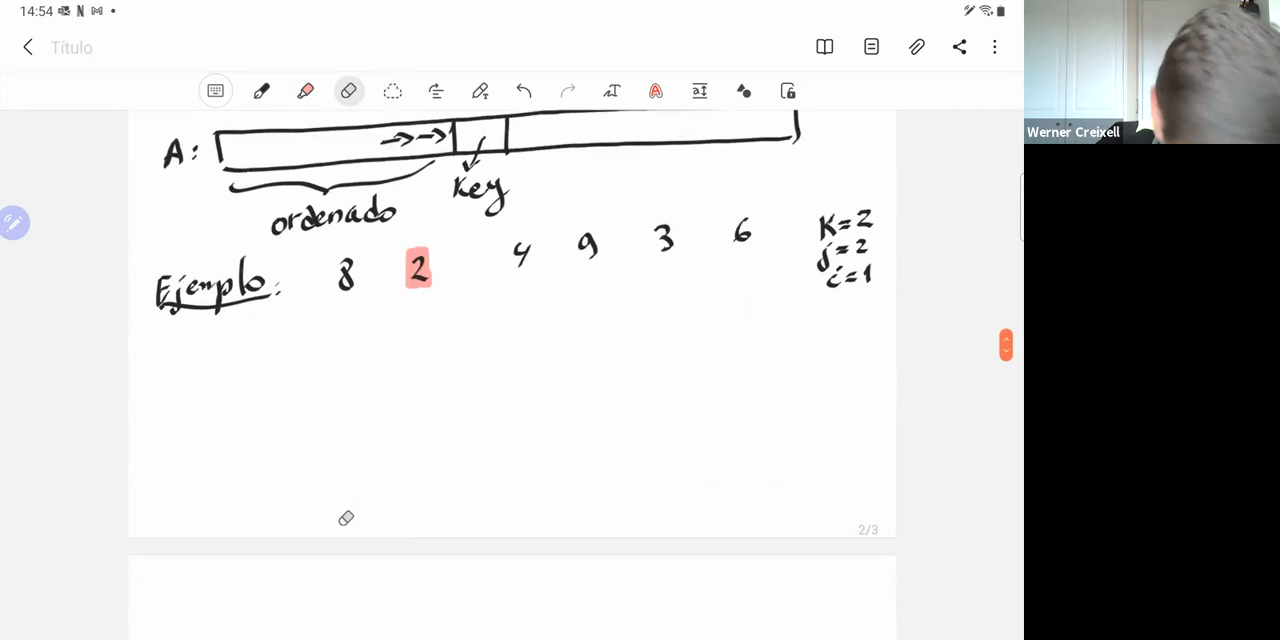 14:54
Título
A:
Key
ordenado
Ejemplo: 8 2 4 9 3 6
K=2
j=2
i=1
2/3
Werner Creixell